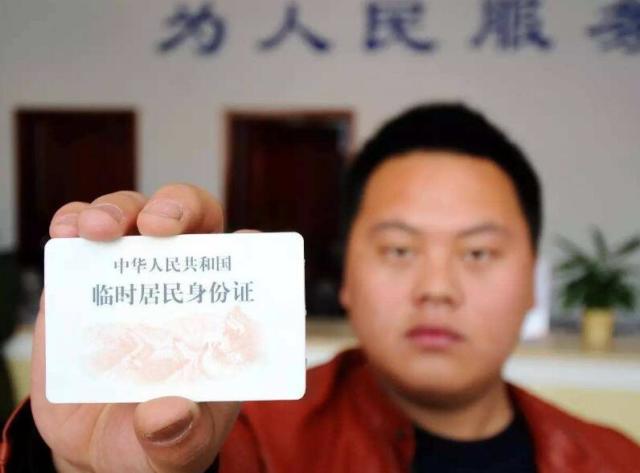 为人民服务
中华人民共和国
临时居民身份证